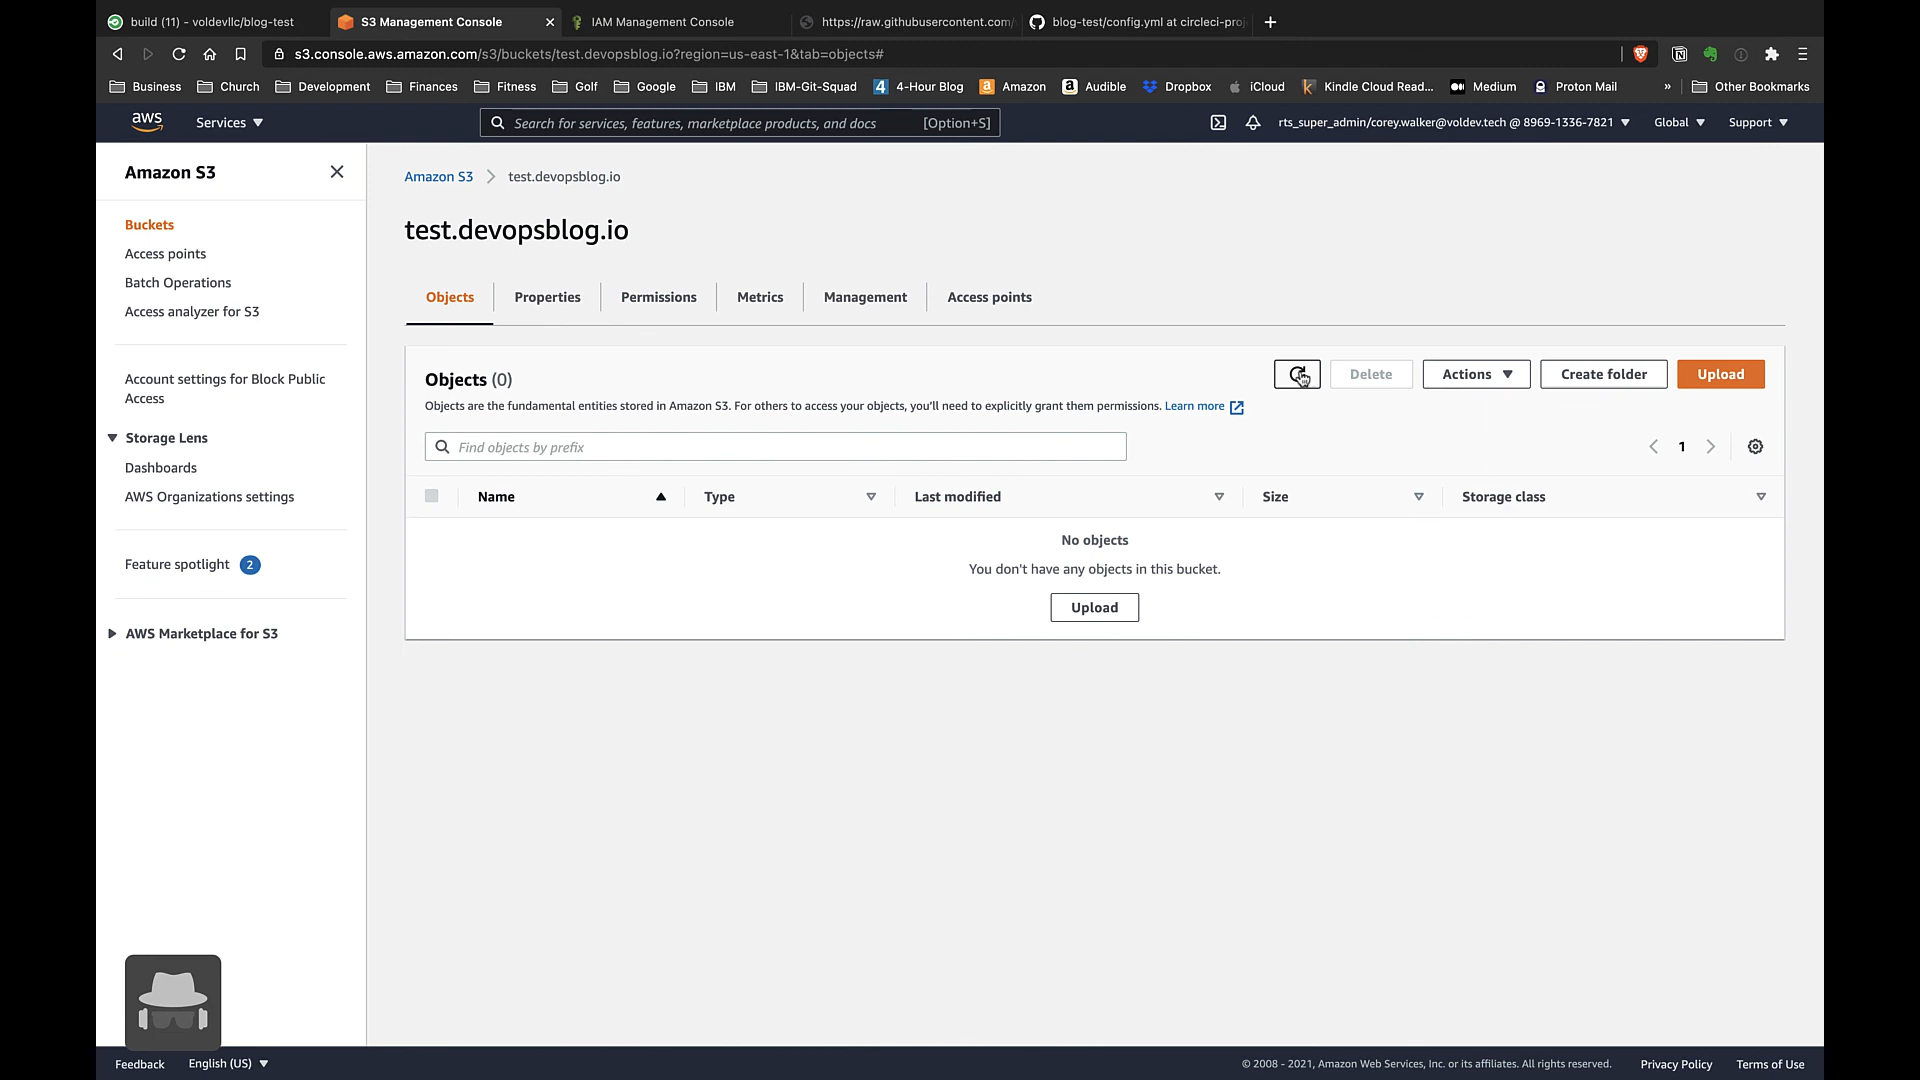 build (11) - voldevllc/blog-test
S3 Management Console
IAM Management Console
https://raw.githubusercontent.com/
blog-test/config.yml at circleci-proj
s3.console.aws.amazon.com/s3/buckets/test.devopsblog.io?region=us-east-1&tab=objects#
Business
Church
Development
Finances
Fitness
Golf
Google
IBM
IBM-Git-Squad
4-Hour Blog
Amazon
Audible
Dropbox
iCloud
Kindle Cloud Read...
Medium
Proton Mail
»
Other Bookmarks
aws
Services
Search for services, features, marketplace products, and docs
[Option+S]
rts_super_admin/corey.walker@voldev.tech @ 8969-1336-7821
Global
Support
Amazon S3
Buckets
Access points
Batch Operations
Access analyzer for S3
Account settings for Block Public
Access
Storage Lens
Dashboards
AWS Organizations settings
Feature spotlight 2
AWS Marketplace for S3
Amazon S3
test.devopsblog.io
test.devopsblog.io
Objects
Properties
Permissions
Metrics
Management
Access points
Objects (0)
Delete
Actions
Create folder
Upload
Objects are the fundamental entities stored in Amazon S3. For others to access your objects, you'll need to explicitly grant them permissions. Learn more
Find objects by prefix
1
Name
Type
Last modified
Size
Storage class
No objects
You don't have any objects in this bucket.
Upload
Feedback
English (US)
© 2008 - 2021, Amazon Web Services, Inc. or its affiliates. All rights reserved.
Privacy Policy
Terms of Use